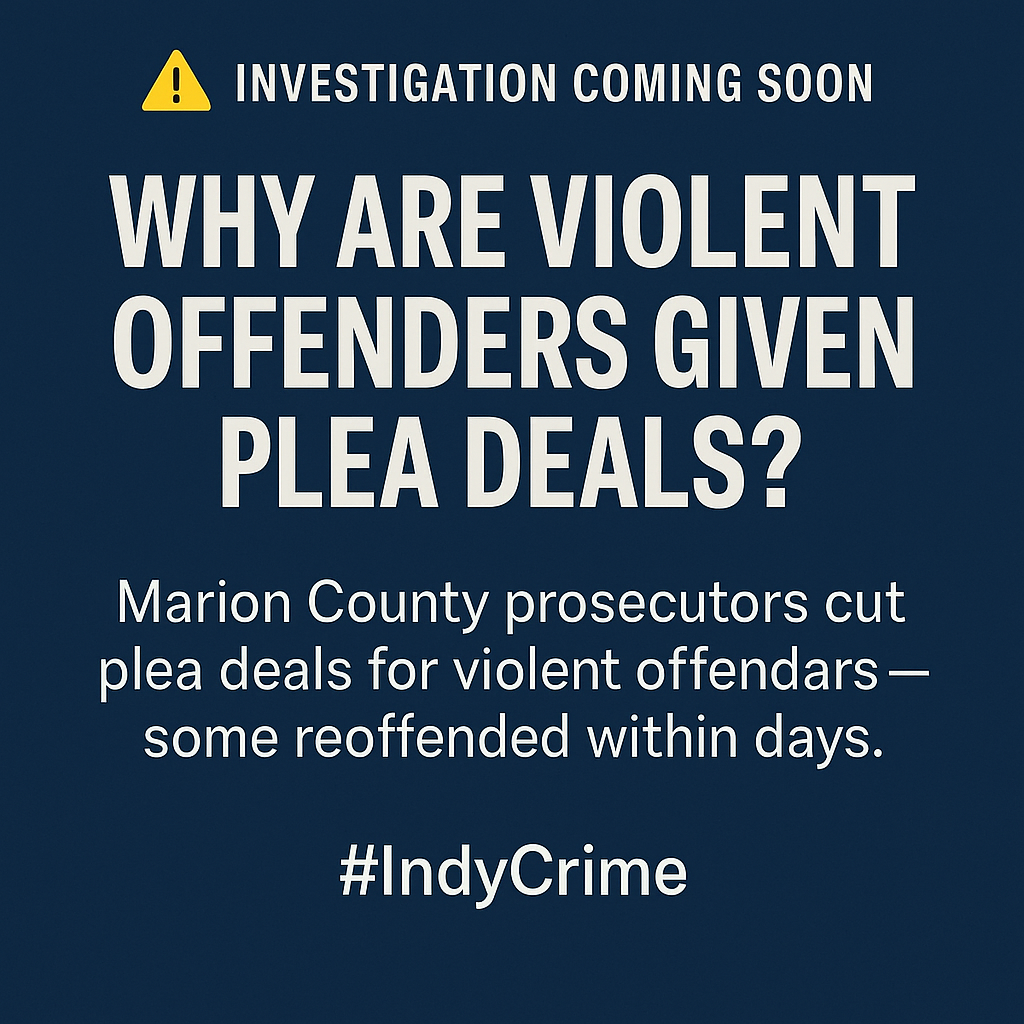 INVESTIGATION COMING SOON
WHY ARE VIOLENT
OFFENDERS GIVEN
PLEA DEALS?
Marion County prosecutors cut
plea deals for violent offendars —
some reoffended within days.
#IndyCrime